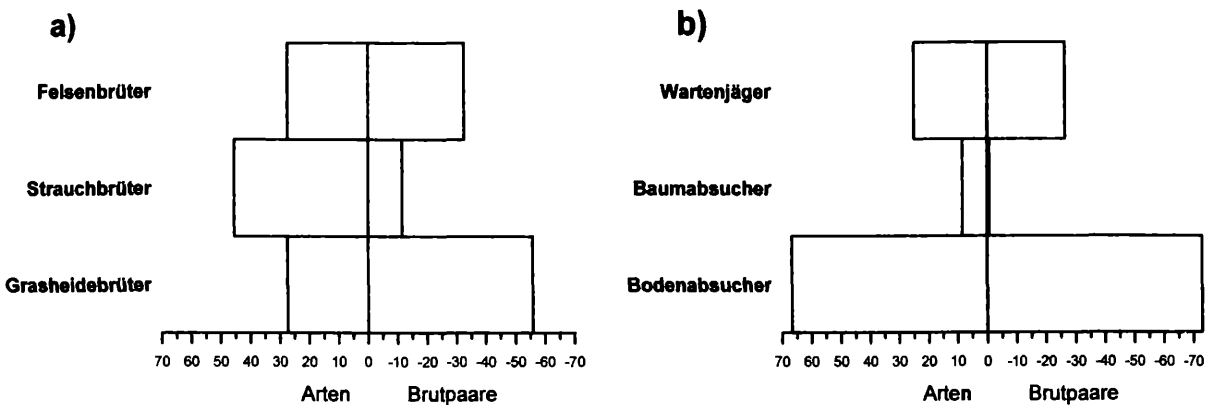 a)
Felsenbrüter
Strauchbrüter
Grasheidebrüter
70 60 50 40 30 20 10 0 -10 -20 -30 -40 -50 -60 -70
Arten Brutpaare
b)
Wartenjäger
Baumabsucher
Bodenabsucher
70 60 50 40 30 20 10 0 -10 -20 -30 -40 -50 -60 -70
Arten Brutpaare